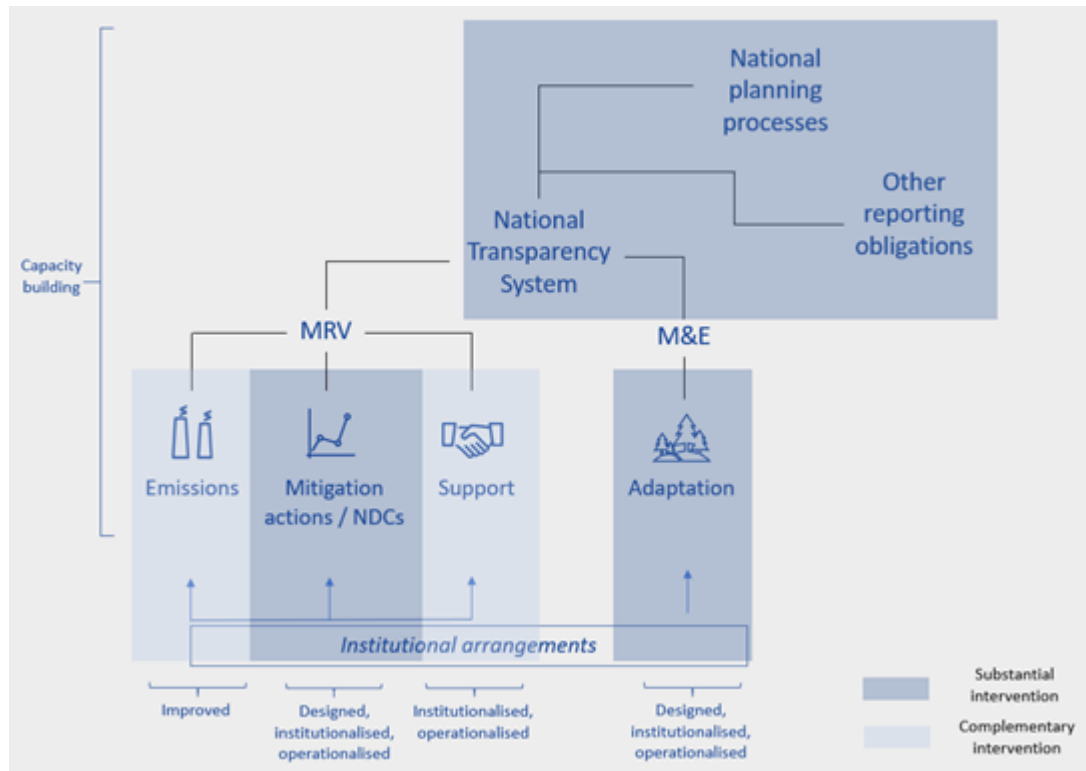 National
planning
processes
Other
reporting
obligations
National
Transparency
System
Capacity
building
MRV
M&E
Emissions
Mitigation
actions / NDCs
Support
Adaptation
Institutional arrangements
Improved
Designed,
institutionalised,
operationalised
Institutionalised,
operationalised
Designed,
institutionalised,
operationalised
Substantial
intervention
Complementary
intervention